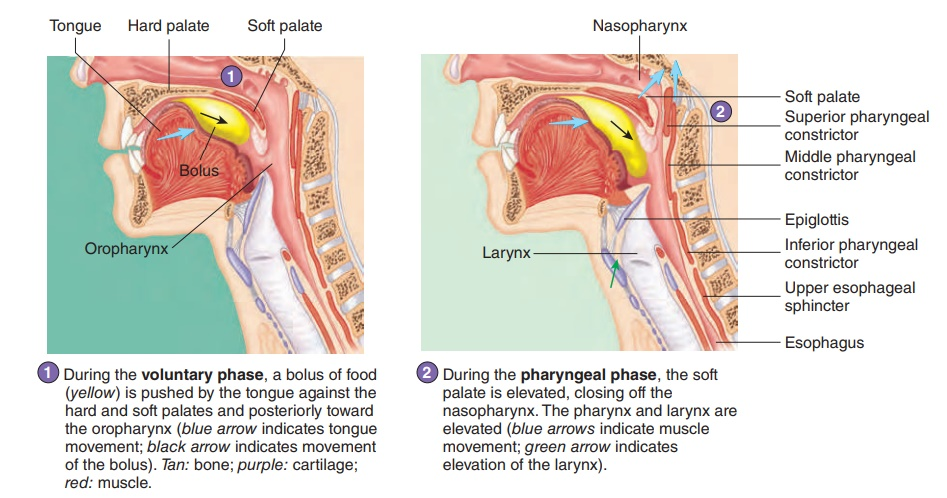 Tongue
Hard palate
Soft palate
1
Bolus
Oropharynx
1 During the voluntary phase, a bolus of food
(yellow) is pushed by the tongue against the
hard and soft palates and posteriorly toward
the oropharynx (blue arrow indicates tongue
movement; black arrow indicates movement
of the bolus). Tan: bone; purple: cartilage;
red: muscle.
Nasopharynx
2
Soft palate
Superior pharyngeal
constrictor
Middle pharyngeal
constrictor
Epiglottis
Larynx
Inferior pharyngeal
constrictor
Upper esophageal
sphincter
Esophagus
2 During the pharyngeal phase, the soft
palate is elevated, closing off the
nasopharynx. The pharynx and larynx are
elevated (blue arrows indicate muscle
movement; green arrow indicates
elevation of the larynx).